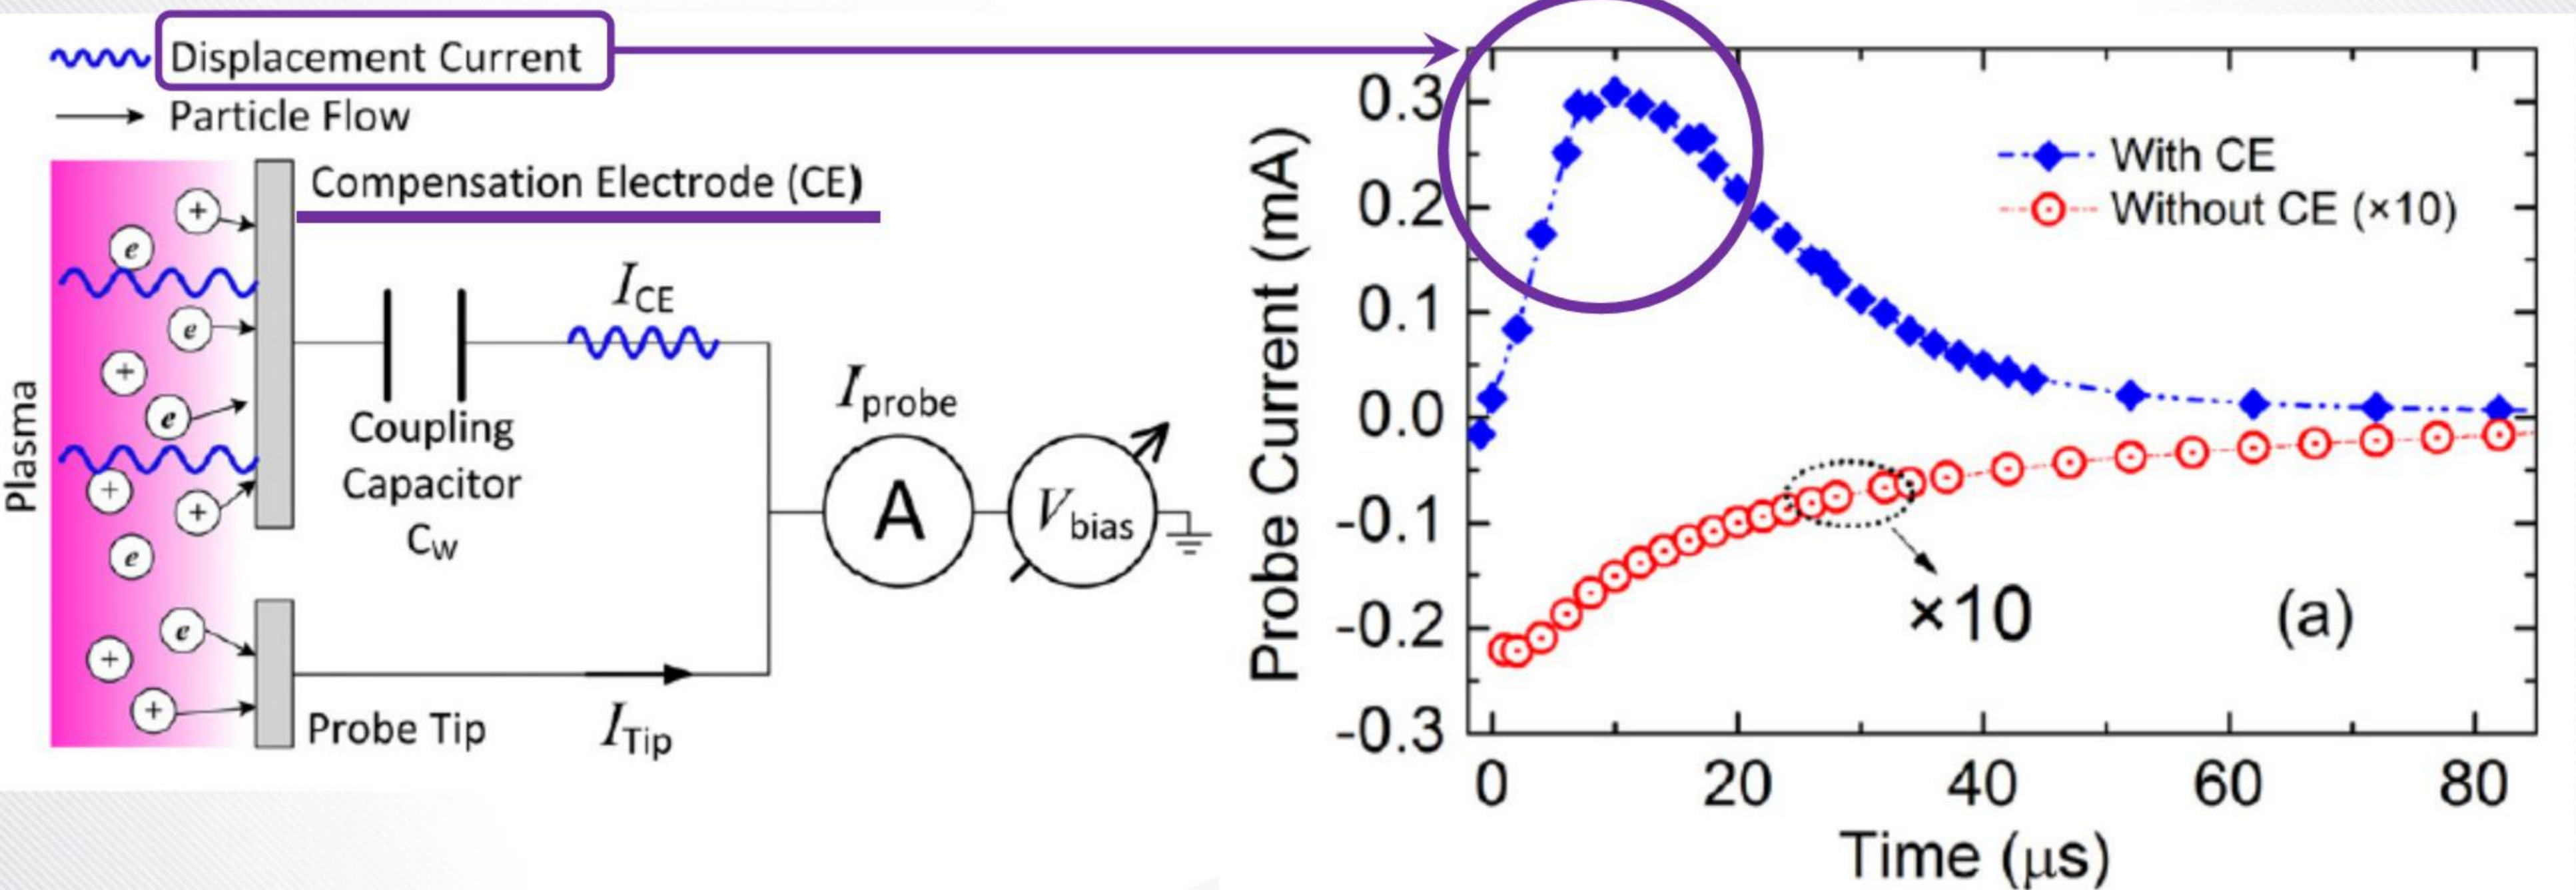 Displacement Current
Particle Flow
Compensation Electrode (CE)
Plasma
+
e
e
+
e
+
+
e
e
+
+
I_CE
Coupling
Capacitor
C_W
I_probe
A
V_bias
Probe Tip
I_Tip
Probe Current (mA)
0.3
0.2
0.1
0.0
-0.1
-0.2
-0.3
With CE
Without CE (×10)
×10
(a)
0 20 40 60 80
Time (μs)